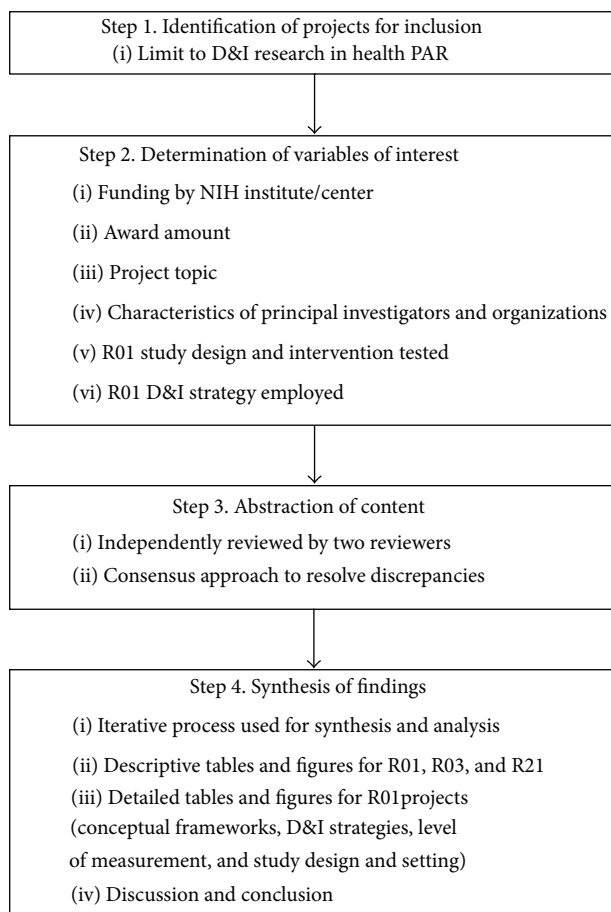 Step 1. Identification of projects for inclusion
(i) Limit to D&I research in health PAR
Step 2. Determination of variables of interest
(i) Funding by NIH institute/center
(ii) Award amount
(iii) Project topic
(iv) Characteristics of principal investigators and organizations
(v) R01 study design and intervention tested
(vi) R01 D&I strategy employed
Step 3. Abstraction of content
(i) Independently reviewed by two reviewers
(ii) Consensus approach to resolve discrepancies
Step 4. Synthesis of findings
(i) Iterative process used for synthesis and analysis
(ii) Descriptive tables and figures for R01, R03, and R21
(iii) Detailed tables and figures for R01projects
(conceptual frameworks, D&I strategies, level
of measurement, and study design and setting)
(iv) Discussion and conclusion